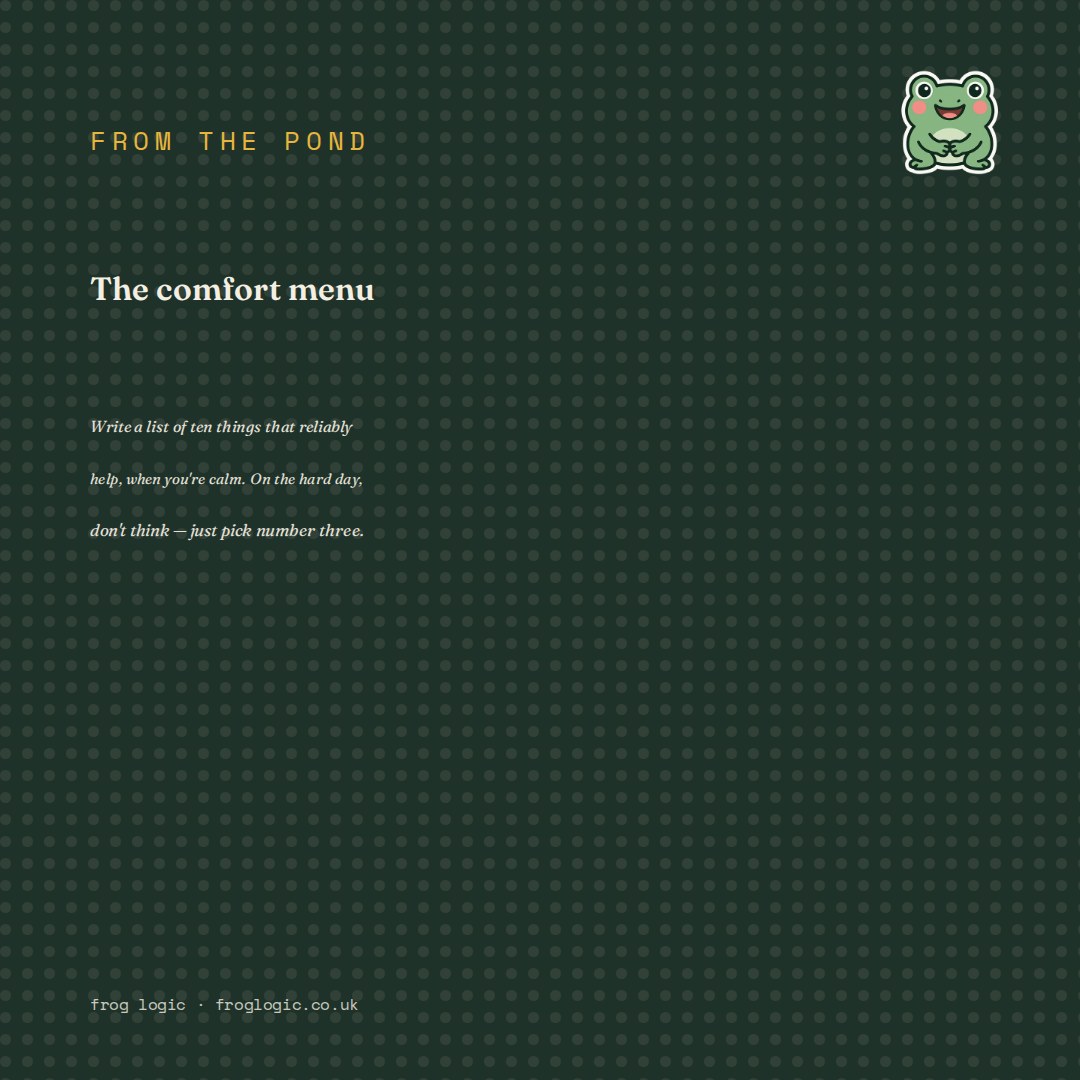 FROM THE POND
The comfort menu
Write a list of ten things that reliably
help, when you're calm. On the hard day,
don't think — just pick number three.
frog logic · froglogic.co.uk